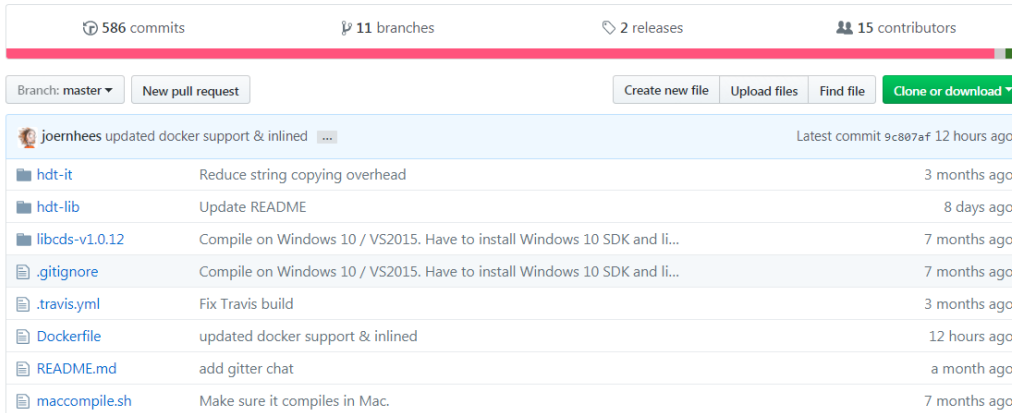 586 commits 11 branches 2 releases 15 contributors
Branch: master New pull request Create new file Upload files Find file Clone or download
joernhees updated docker support & inlined ... Latest commit 9c807af 12 hours ago
hdt-it Reduce string copying overhead 3 months ago
hdt-lib Update README 8 days ago
libcds-v1.0.12 Compile on Windows 10 / VS2015. Have to install Windows 10 SDK and li... 7 months ago
.gitignore Compile on Windows 10 / VS2015. Have to install Windows 10 SDK and li... 7 months ago
.travis.yml Fix Travis build 3 months ago
Dockerfile updated docker support & inlined 12 hours ago
README.md add gitter chat a month ago
maccompile.sh Make sure it compiles in Mac. 7 months ago